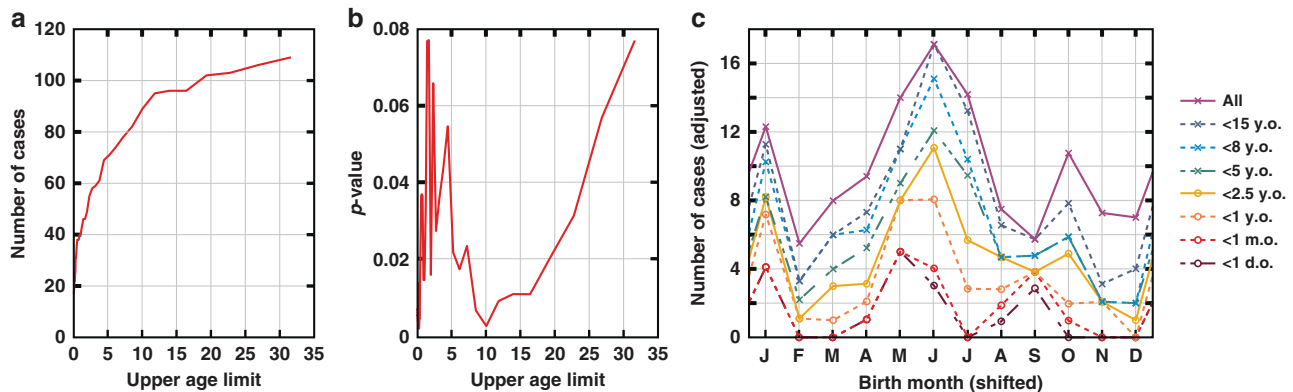 a
120
100
80
60
40
20
0
Number of cases
0 5 10 15 20 25 30 35
Upper age limit
b
0.08
0.06
0.04
0.02
0
p-value
0 5 10 15 20 25 30 35
Upper age limit
c
16
12
8
4
0
Number of cases (adjusted)
J F M A M J J A S O N D
Birth month (shifted)
All
<15 y.o.
<8 y.o.
<5 y.o.
<2.5 y.o.
<1 y.o.
<1 m.o.
<1 d.o.